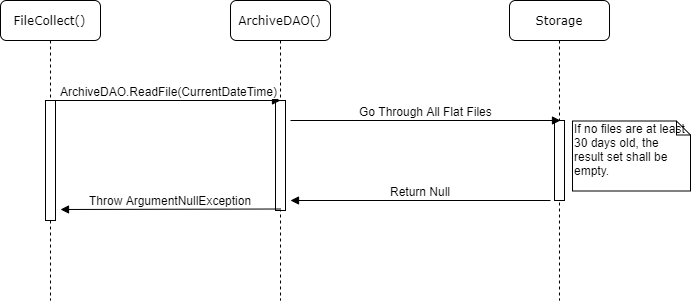 FileCollect()
ArchiveDAO()
Storage
ArchiveDAO.ReadFile(CurrentDateTime)
Go Through All Flat Files
If no files are at least
30 days old, the
result set shall be
empty.
Return Null
Throw ArgumentNullException